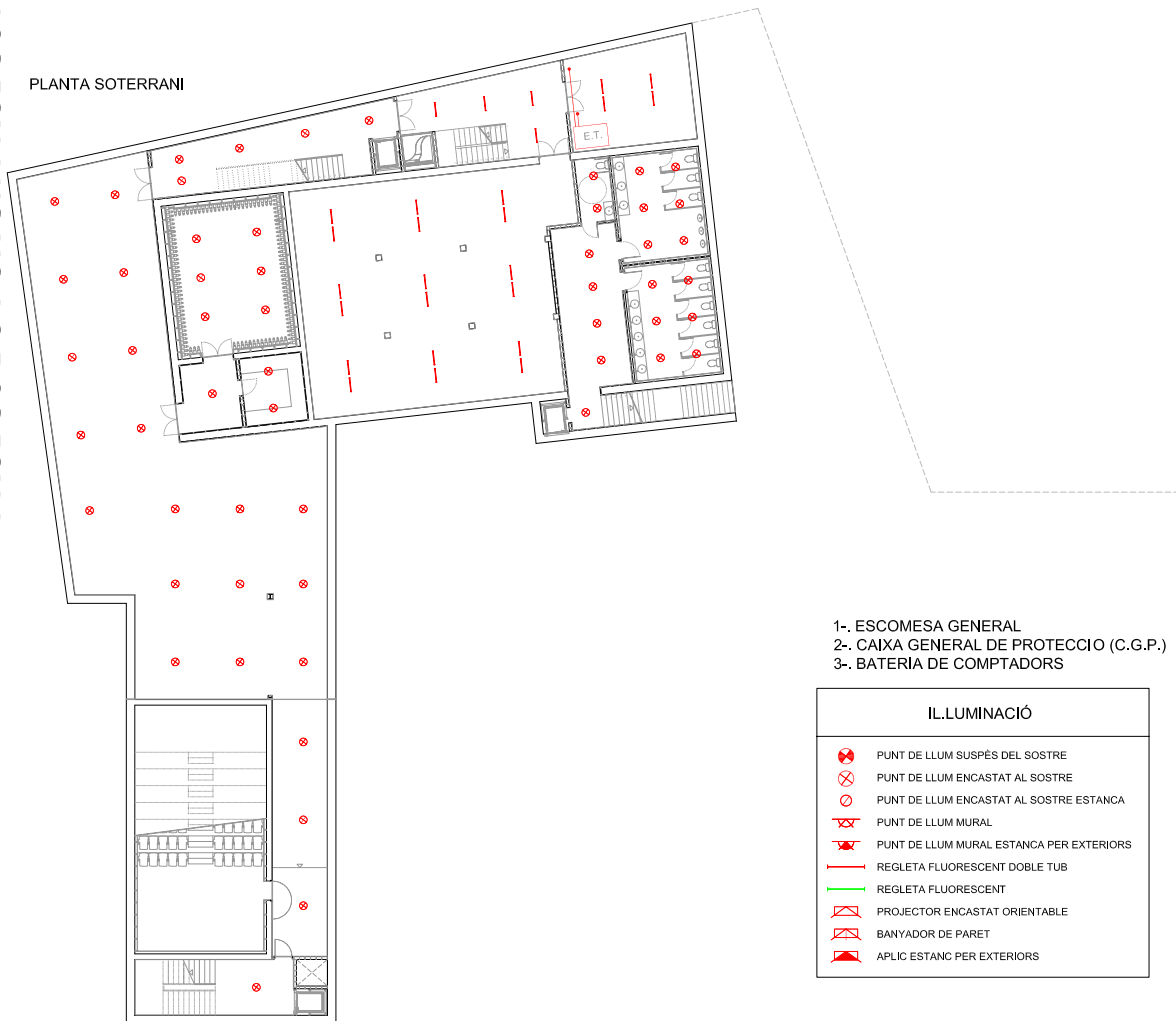 PLANTA SOTERRANI
E.T.
1-. ESCOMESA GENERAL
2-. CAIXA GENERAL DE PROTECCIO (C.G.P.)
3-. BATERIA DE COMPTADORS
IL.LUMINACIÓ
PUNT DE LLUM SUSPÈS DEL SOSTRE
PUNT DE LLUM ENCASTAT AL SOSTRE
PUNT DE LLUM ENCASTAT AL SOSTRE ESTANCA
PUNT DE LLUM MURAL
PUNT DE LLUM MURAL ESTANCA PER EXTERIORS
REGLETA FLUORESCENT DOBLE TUB
REGLETA FLUORESCENT
PROJECTOR ENCASTAT ORIENTABLE
BANYADOR DE PARET
APLIC ESTANC PER EXTERIORS